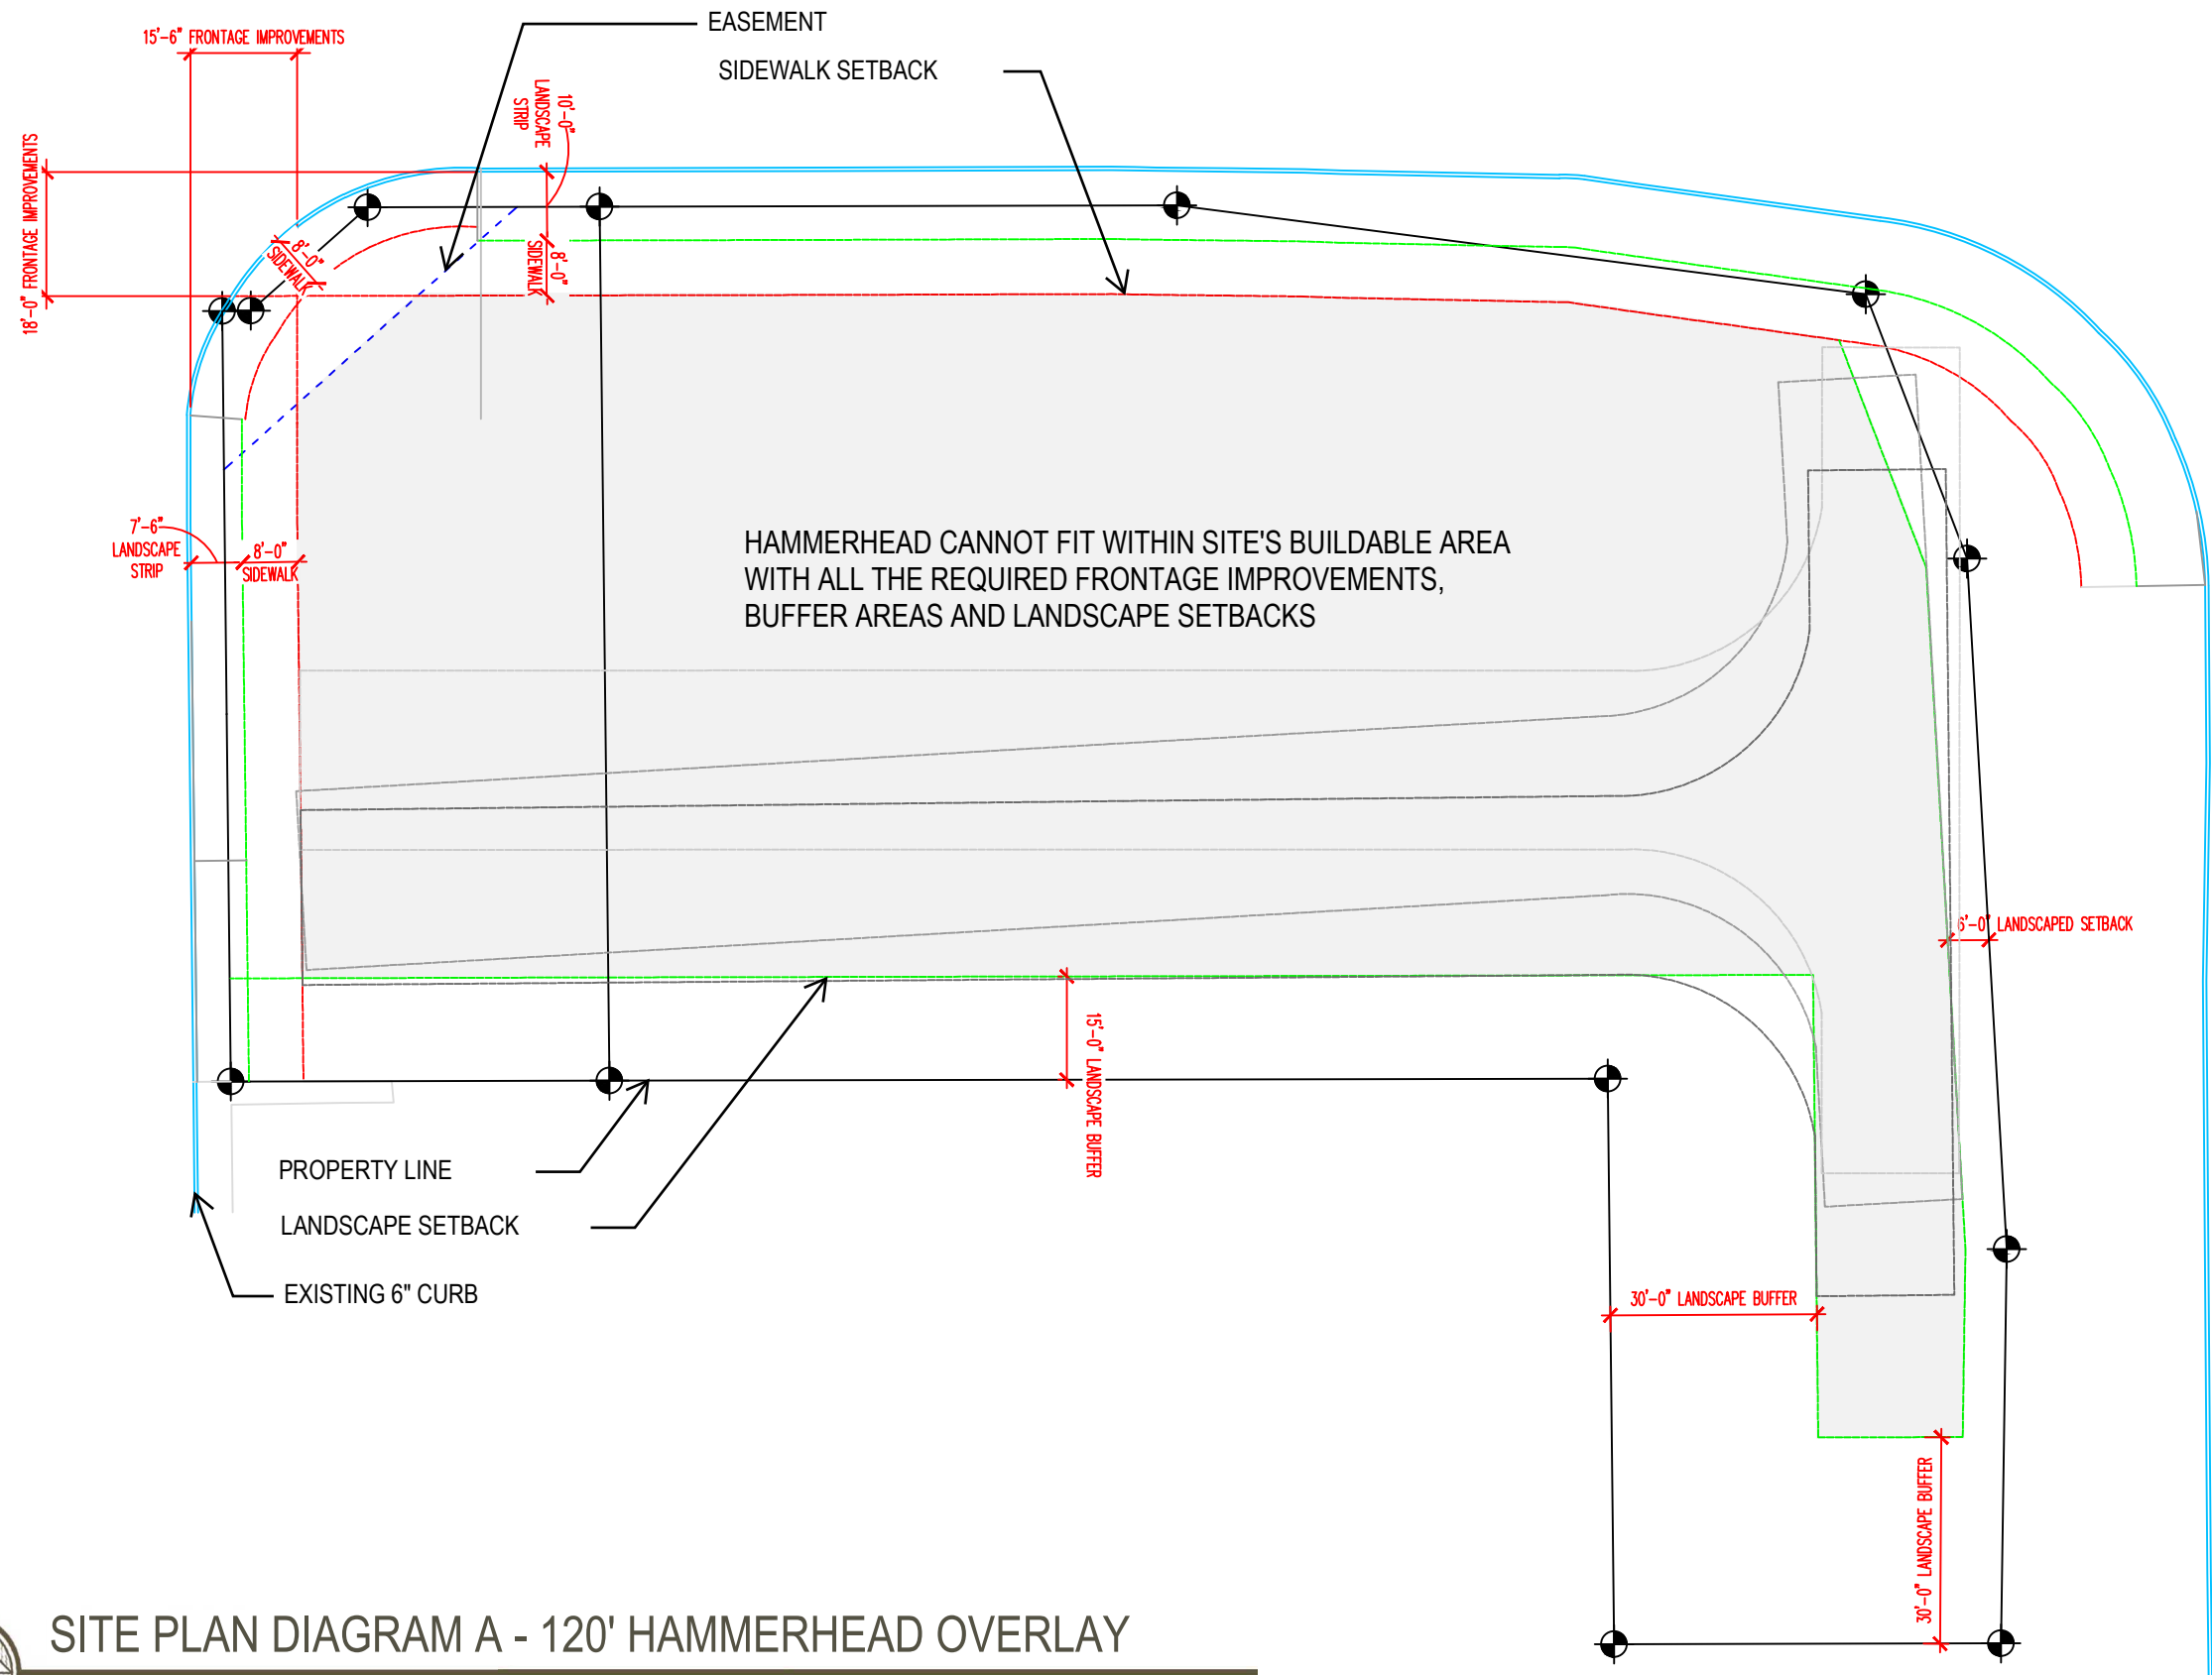 EASEMENT
15'-6" FRONTAGE IMPROVEMENTS
SIDEWALK SETBACK
10'-0"
LANDSCAPE
STRIP
18'-0" FRONTAGE IMPROVEMENTS
8'-0"
SIDEWALK
8'-0"
SIDEWALK
7'-6"
LANDSCAPE
STRIP
8'-0"
SIDEWALK
HAMMERHEAD CANNOT FIT WITHIN SITE'S BUILDABLE AREA
WITH ALL THE REQUIRED FRONTAGE IMPROVEMENTS,
BUFFER AREAS AND LANDSCAPE SETBACKS
6'-0" LANDSCAPED SETBACK
15'-0" LANDSCAPE BUFFER
PROPERTY LINE
LANDSCAPE SETBACK
EXISTING 6" CURB
30'-0" LANDSCAPE BUFFER
30'-0" LANDSCAPE BUFFER
SITE PLAN DIAGRAM A - 120' HAMMERHEAD OVERLAY